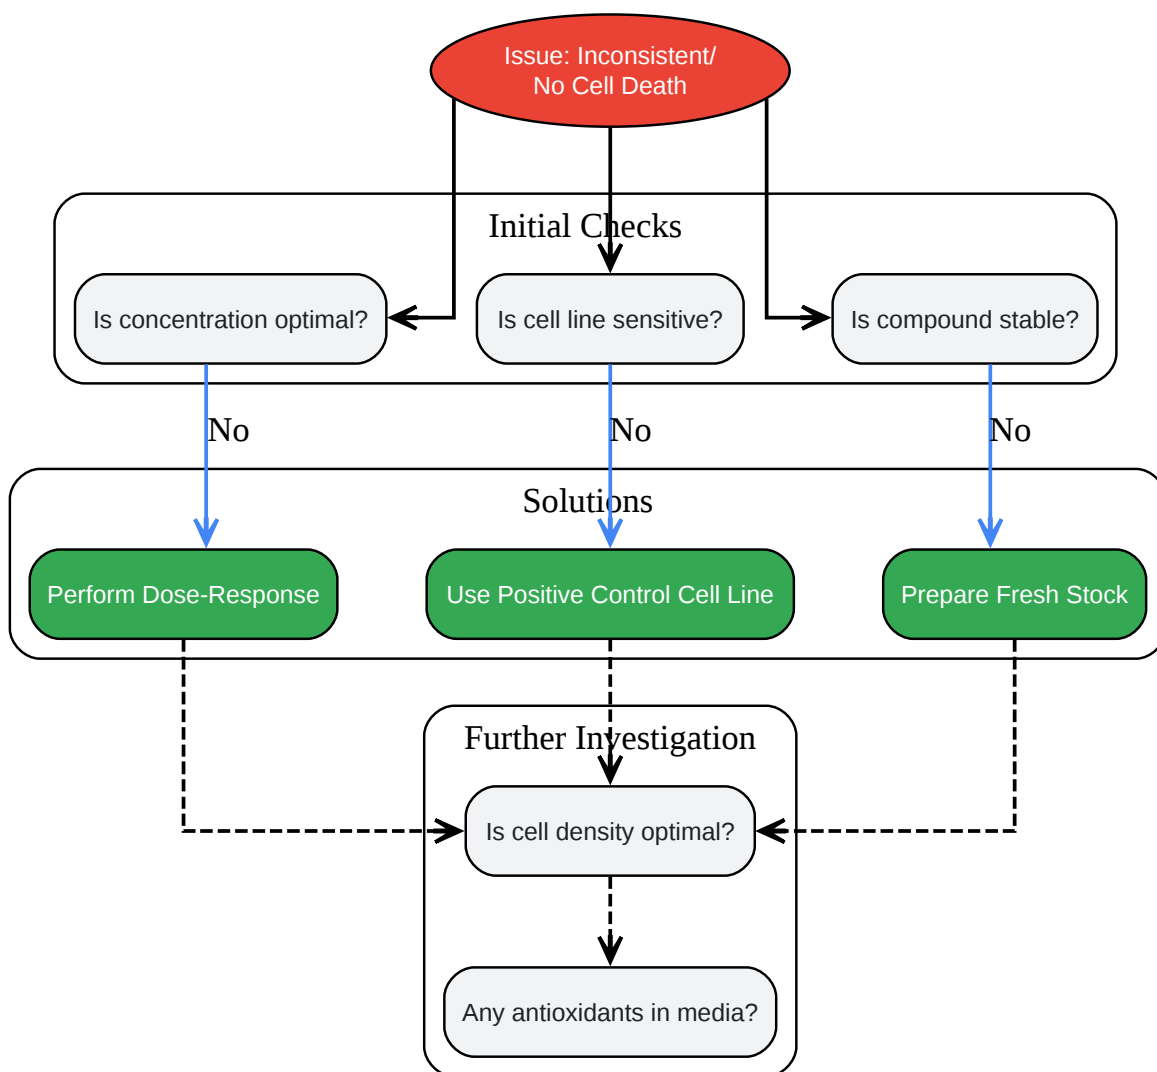 Issue: Inconsistent/
No Cell Death
Initial Checks
Is concentration optimal?
Is cell line sensitive?
Is compound stable?
No
No
No
Solutions
Perform Dose-Response
Use Positive Control Cell Line
Prepare Fresh Stock
Further Investigation
Is cell density optimal?
Any antioxidants in media?